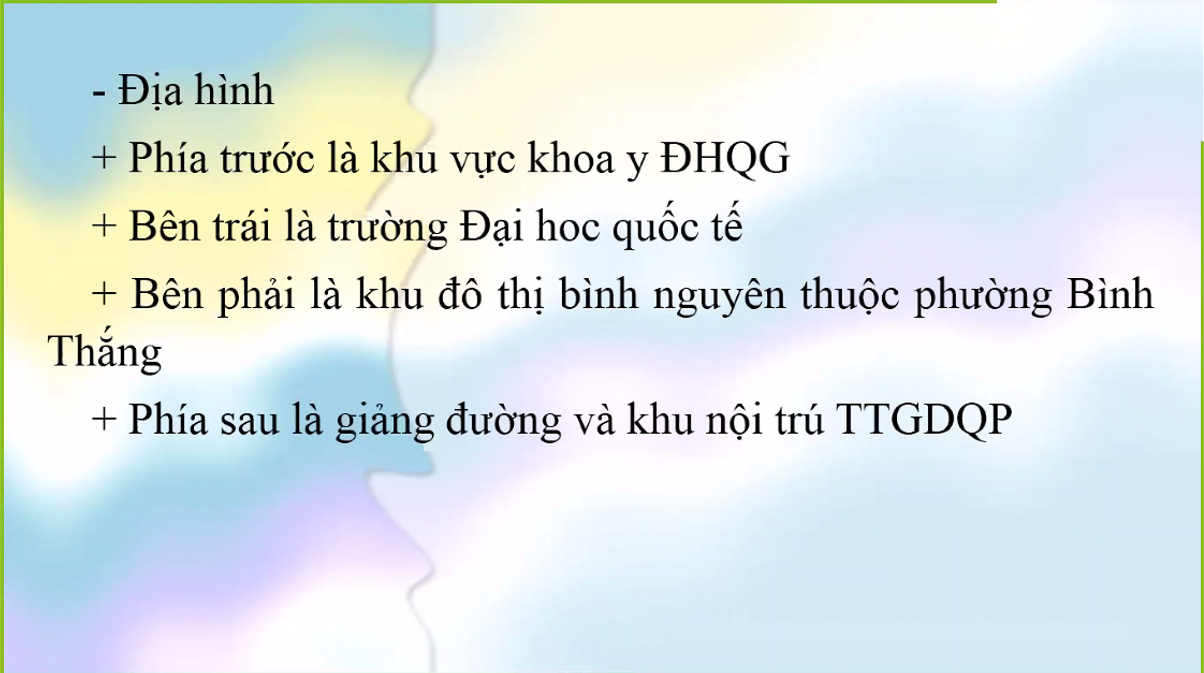 - Địa hình
+ Phía trước là khu vực khoa y ĐHQG
+ Bên trái là trường Đại hoc quốc tế
+ Bên phải là khu đô thị bình nguyên thuộc phường Bình
Thắng
+ Phía sau là giảng đường và khu nội trú TTGDQP